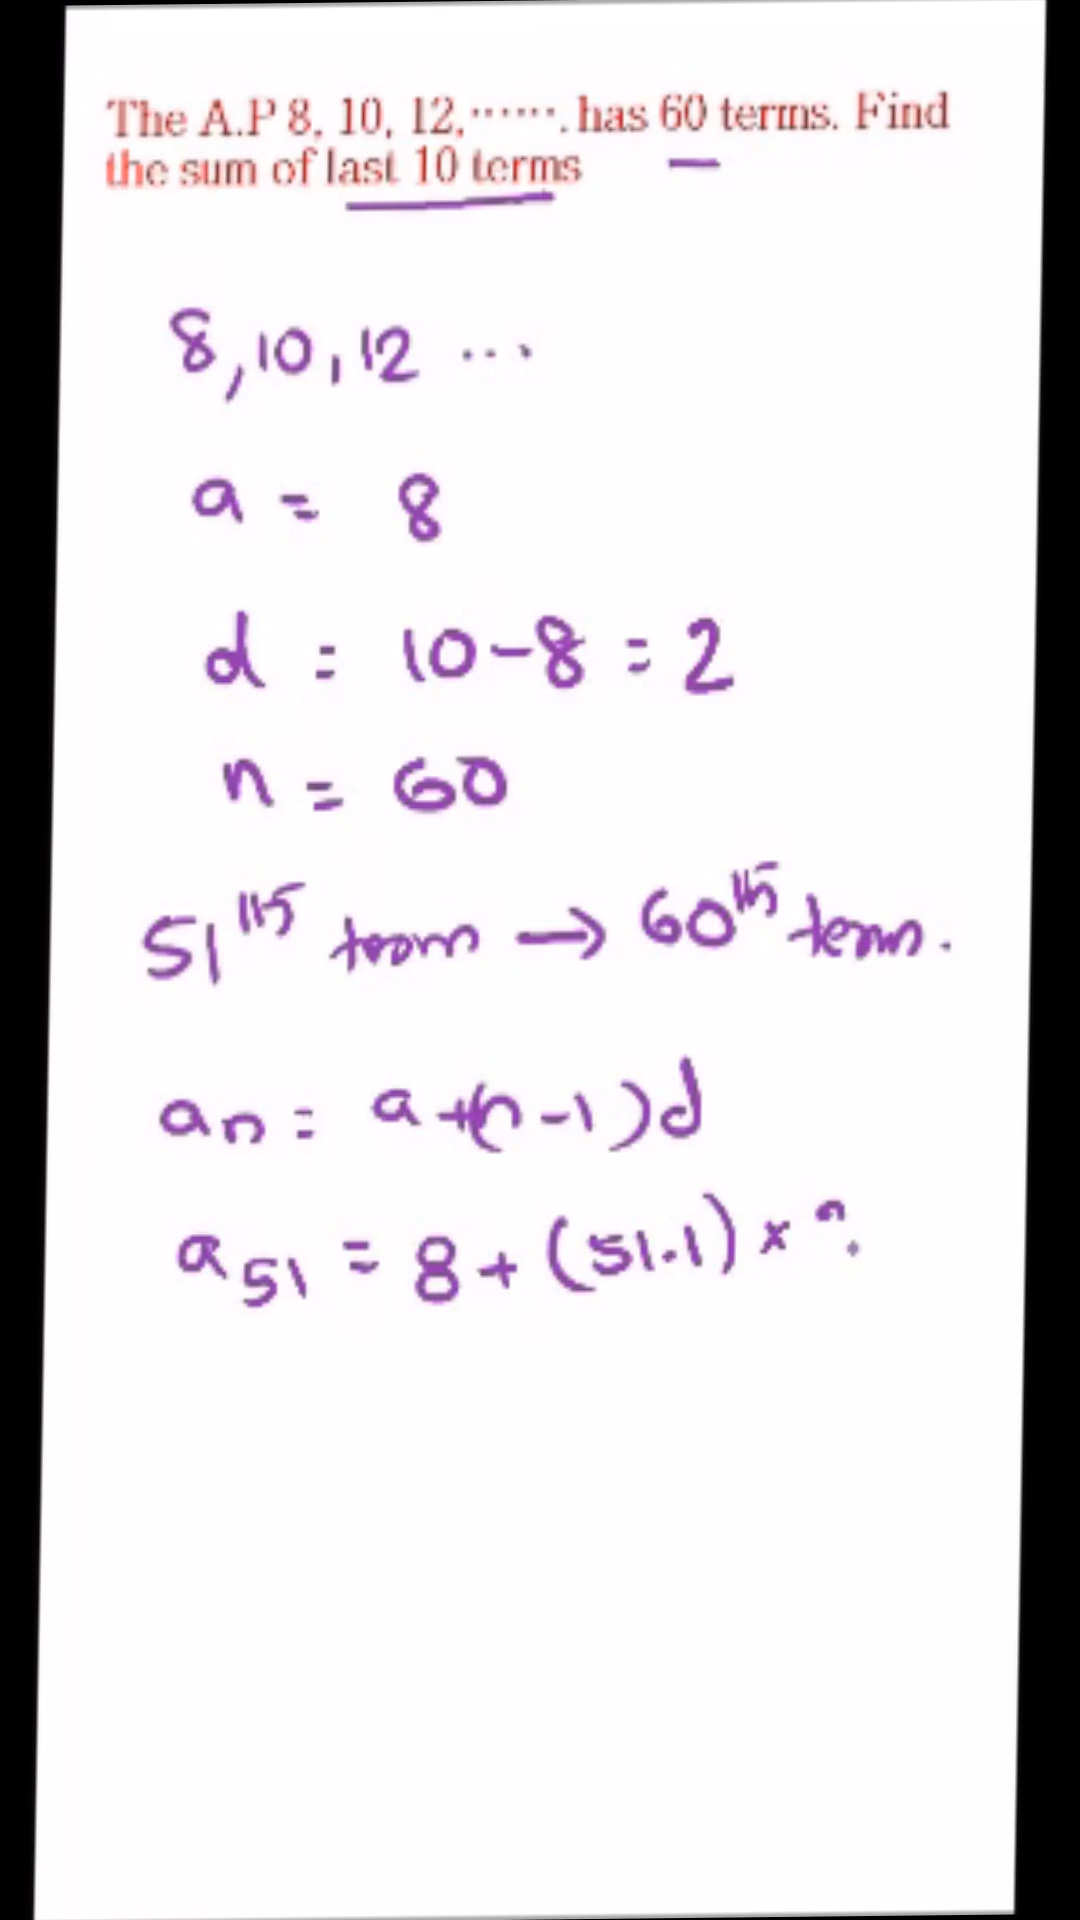 The A.P 8, 10, 12,....... has 60 terms. Find
the sum of last 10 terms
8, 10, 12 ...
a = 8
d = 10-8 = 2
n = 60
51th term → 60th term.
an = a+(n-1)d
a51 = 8+(51-1)×